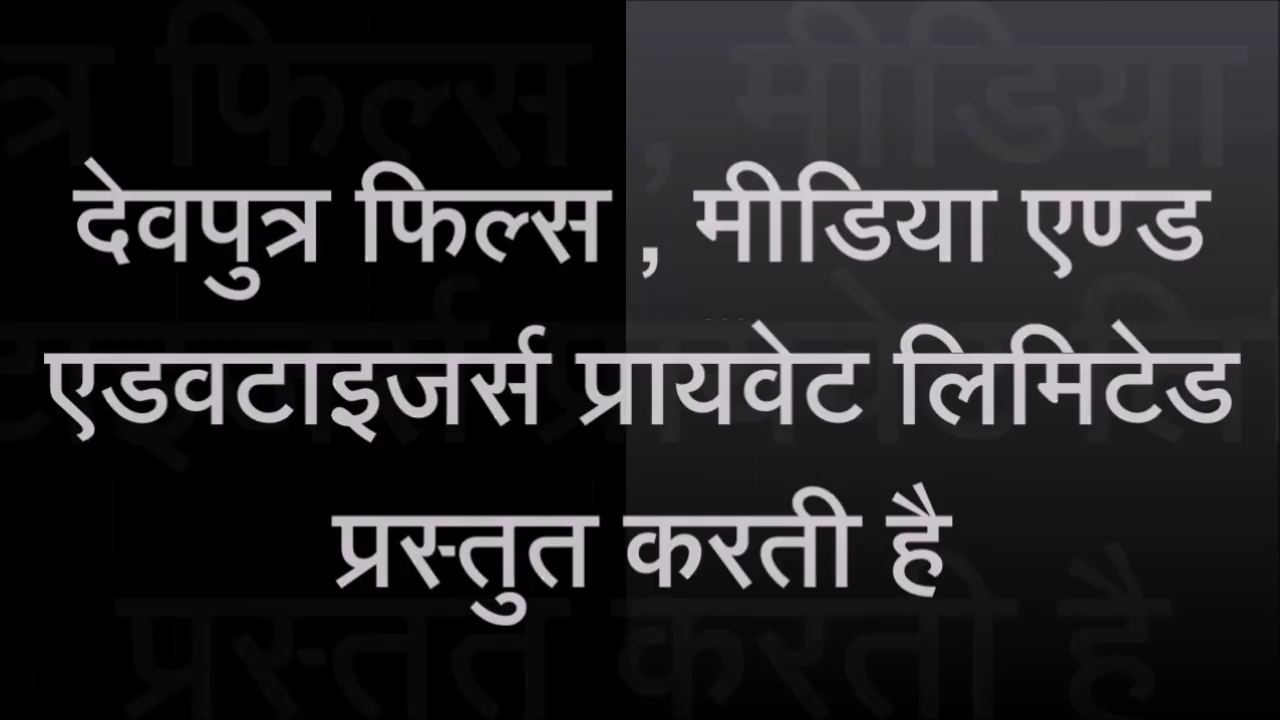 देवपुत्र फिल्स , मीडिया एण्ड
एडवटाइजर्स प्रायवेट लिमिटेड
प्रस्तुत करती है